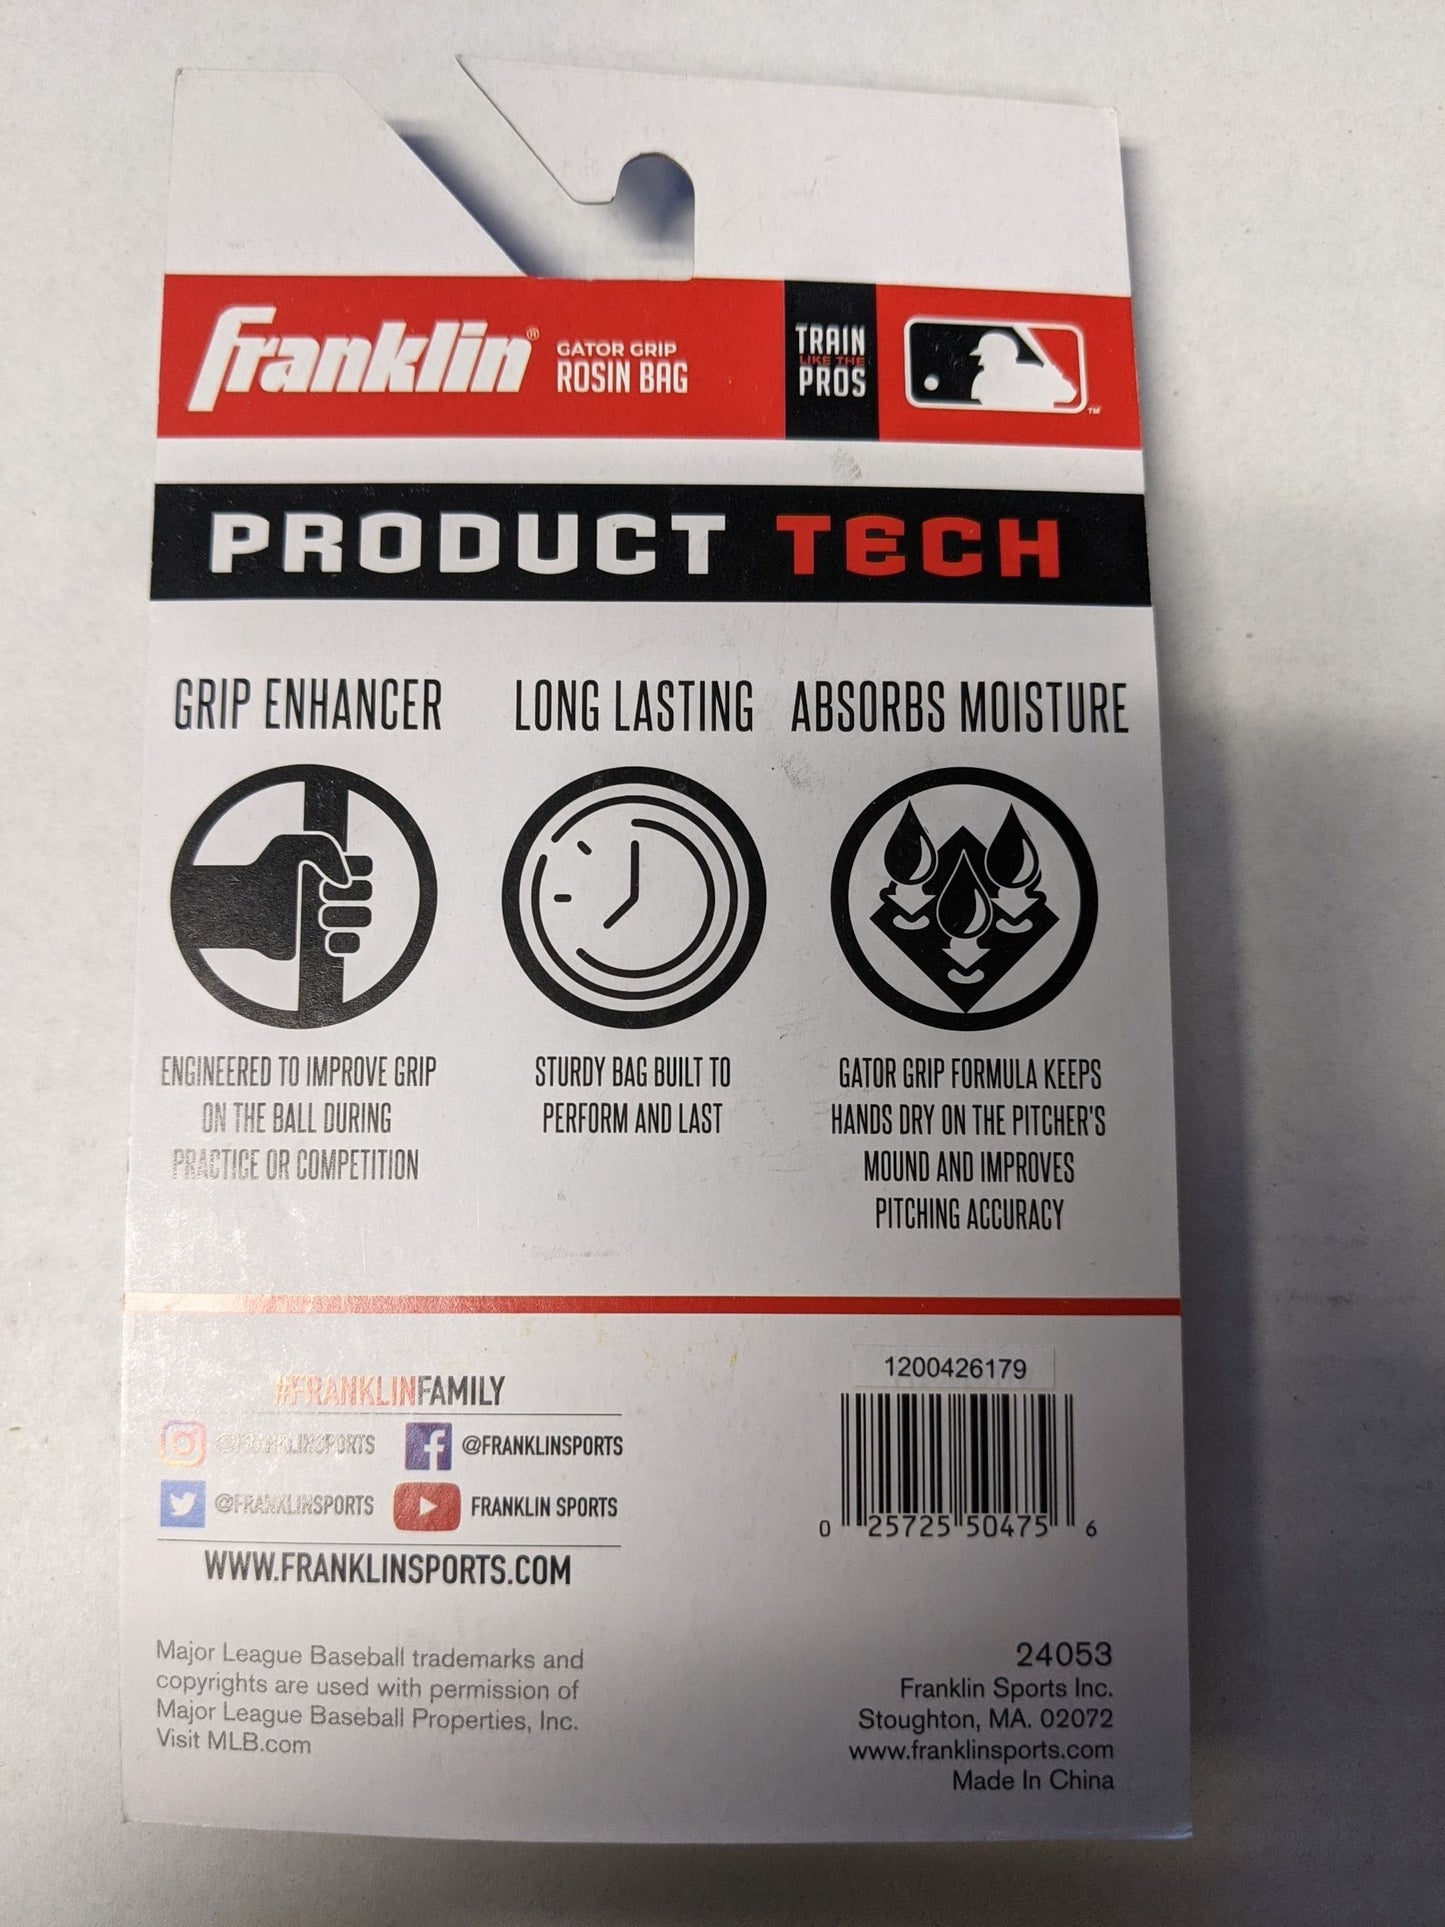 Franklin®
GATOR GRIP
ROSIN BAG
TRAIN
LIKE THE
PROS
TM
PRODUCT TECH
GRIP ENHANCER
ENGINEERED TO IMPROVE GRIP
ON THE BALL DURING
PRACTICE OR COMPETITION
LONG LASTING
STURDY BAG BUILT TO
PERFORM AND LAST
ABSORBS MOISTURE
GATOR GRIP FORMULA KEEPS
HANDS DRY ON THE PITCHER'S
MOUND AND IMPROVES
PITCHING ACCURACY
#FRANKLINFAMILY
@FRANKLINSPORTS
@FRANKLINSPORTS
@FRANKLINSPORTS
FRANKLIN SPORTS
WWW.FRANKLINSPORTS.COM
1200426179
0 25725 50475 6
Major League Baseball trademarks and
copyrights are used with permission of
Major League Baseball Properties, Inc.
Visit MLB.com
24053
Franklin Sports Inc.
Stoughton, MA. 02072
www.franklinsports.com
Made In China